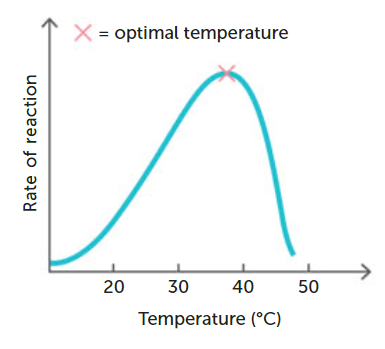 = optimal temperature
Rate of reaction
20 30 40 50
Temperature (°C)